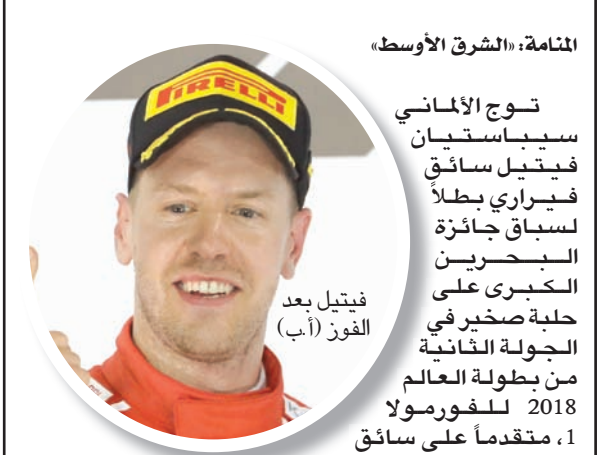 المنامة: «الشرق الأوسط»
توج الألماني
سيباستيان
فيتيل سائق
فيراري بطلاً
لسباق جائزة
البحرين
الكبرى على
حلبة صخير في
الجولة الثانية
من بطولة العالم
2018 للفورمولا
1، متقدماً على سائق
PIRELLI
فيتيل بعد
الفوز (أ.ب)